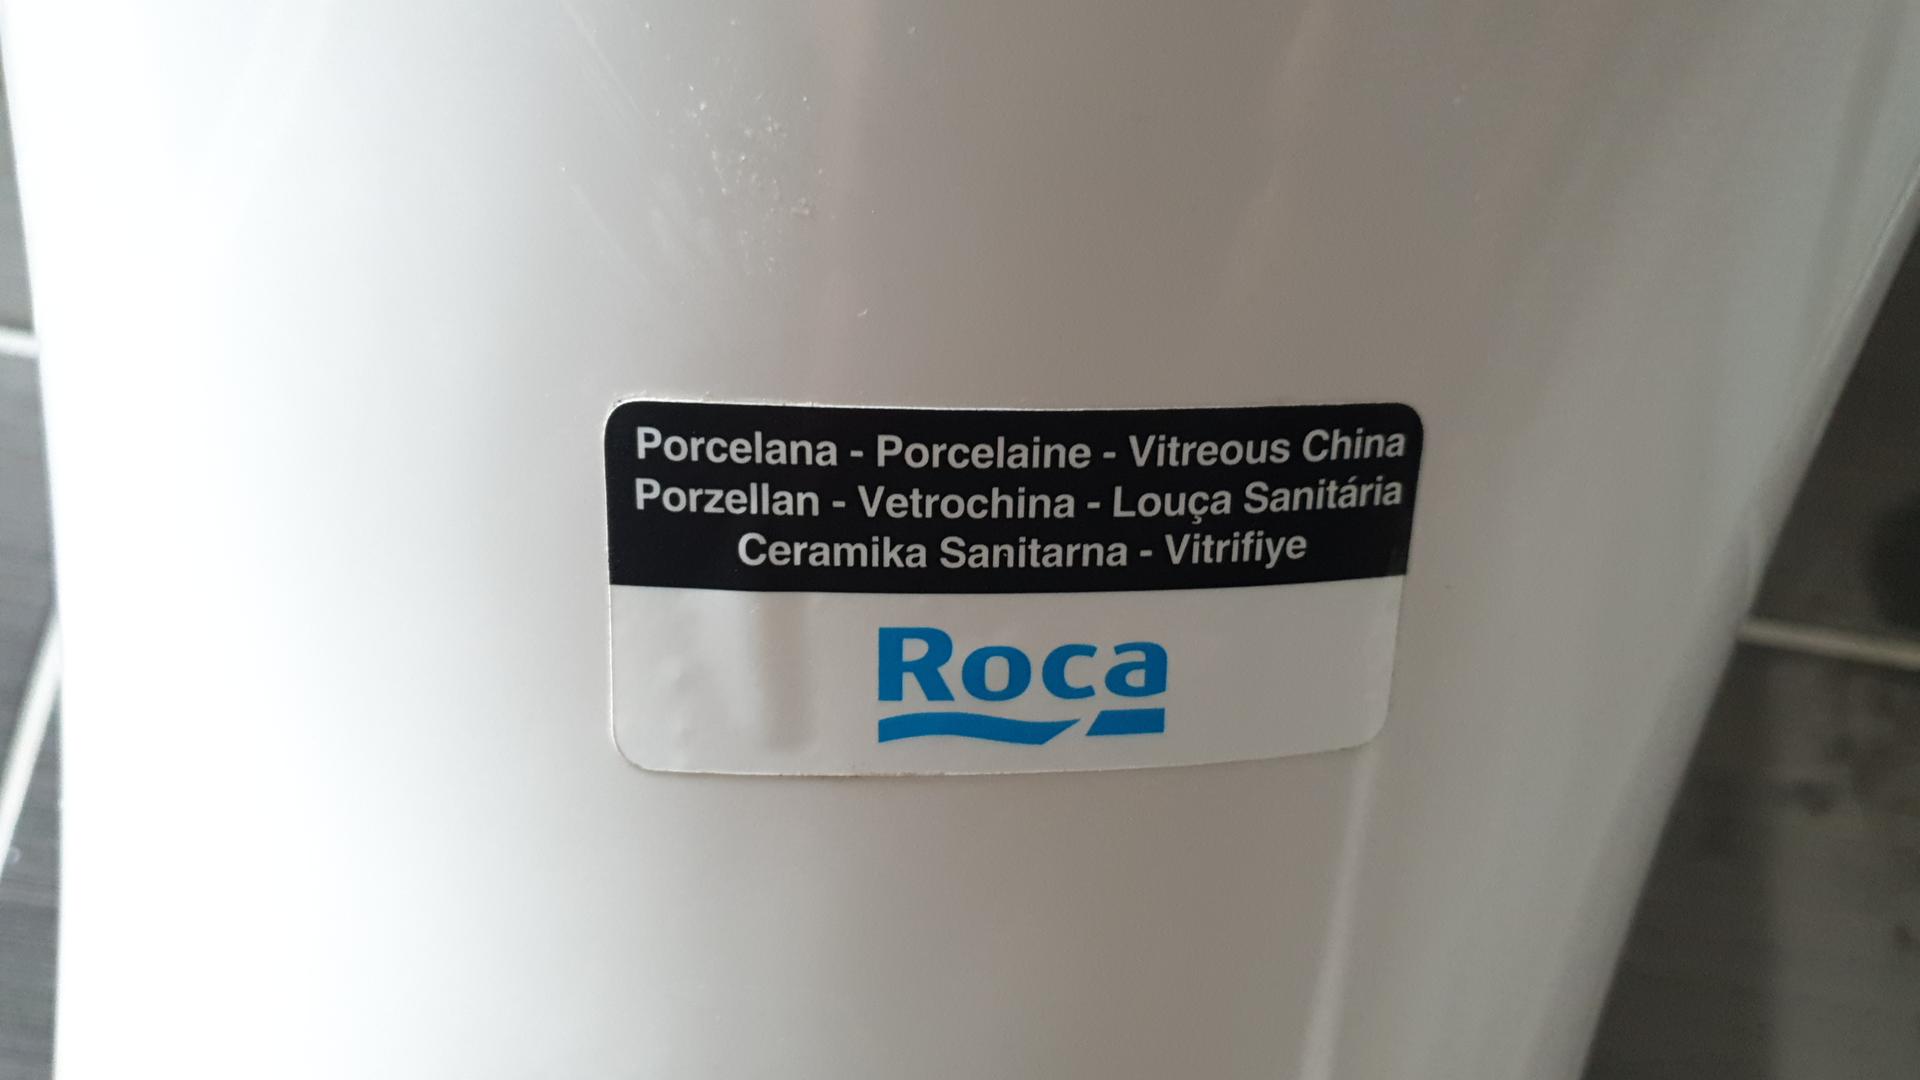 Porcelana - Porcelaine - Vitreous China
Porzellan - Vetrochina - Louça Sanitária
Ceramika Sanitarna - Vitrifiye
Roca